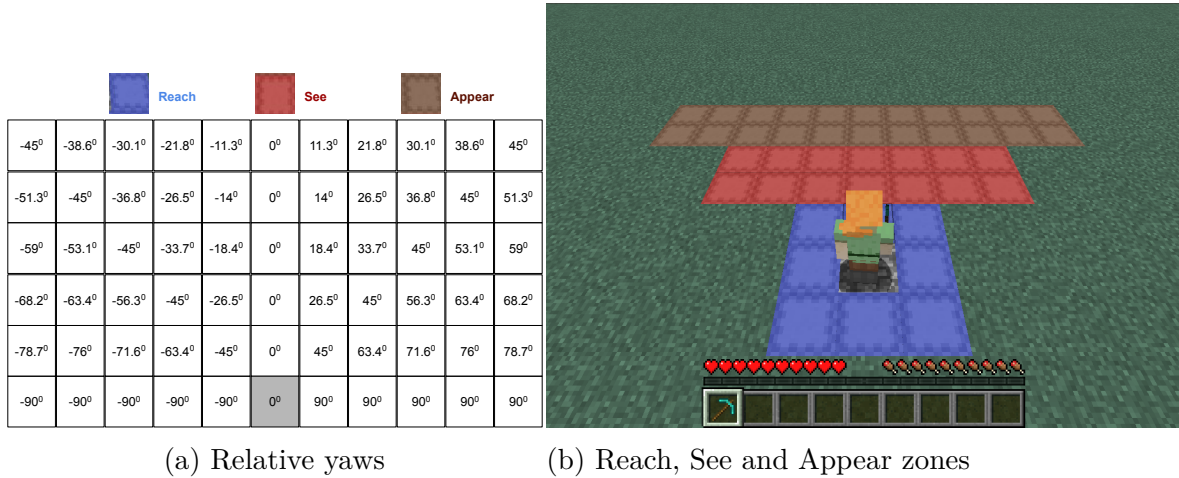 Reach See Appear
-45⁰ -38.6⁰ -30.1⁰ -21.8⁰ -11.3⁰ 0⁰ 11.3⁰ 21.8⁰ 30.1⁰ 38.6⁰ 45⁰
-51.3⁰ -45⁰ -36.8⁰ -26.5⁰ -14⁰ 0⁰ 14⁰ 26.5⁰ 36.8⁰ 45⁰ 51.3⁰
-59⁰ -53.1⁰ -45⁰ -33.7⁰ -18.4⁰ 0⁰ 18.4⁰ 33.7⁰ 45⁰ 53.1⁰ 59⁰
-68.2⁰ -63.4⁰ -56.3⁰ -45⁰ -26.5⁰ 0⁰ 26.5⁰ 45⁰ 56.3⁰ 63.4⁰ 68.2⁰
-78.7⁰ -76⁰ -71.6⁰ -63.4⁰ -45⁰ 0⁰ 45⁰ 63.4⁰ 71.6⁰ 76⁰ 78.7⁰
-90⁰ -90⁰ -90⁰ -90⁰ -90⁰ 0⁰ 90⁰ 90⁰ 90⁰ 90⁰ 90⁰
(a) Relative yaws
(b) Reach, See and Appear zones